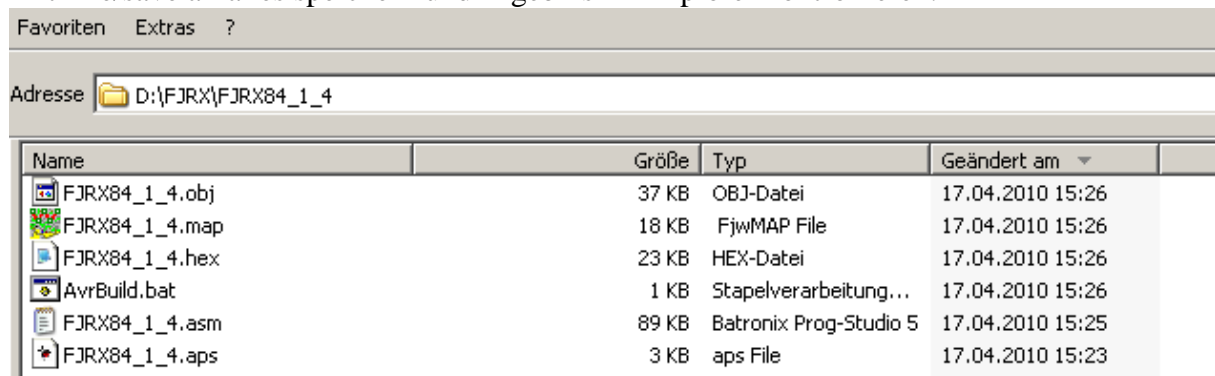 Favoriten Extras ?
Adresse D:\FJRX\FJRX84_1_4
Name Größe Typ Geändert am
FJRX84_1_4.obj 37 KB OBJ-Datei 17.04.2010 15:26
FJRX84_1_4.map 18 KB FjwMAP File 17.04.2010 15:26
FJRX84_1_4.hex 23 KB HEX-Datei 17.04.2010 15:26
AvrBuild.bat 1 KB Stapelverarbeitung... 17.04.2010 15:26
FJRX84_1_4.asm 89 KB Batronix Prog-Studio 5 17.04.2010 15:25
FJRX84_1_4.aps 3 KB aps File 17.04.2010 15:23